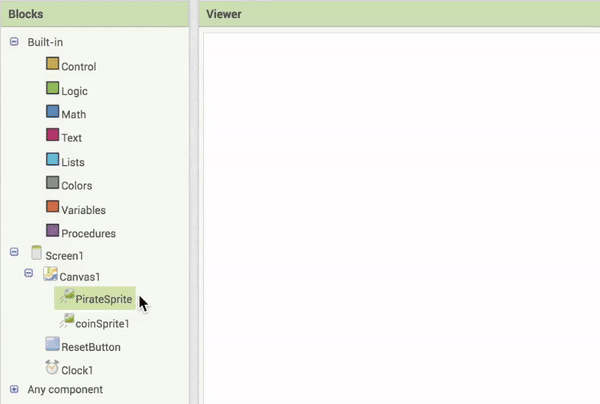 Blocks
Viewer
Built-in
Control
Logic
Math
Text
Lists
Colors
Variables
Procedures
Screen1
Canvas1
PirateSprite
coinSprite1
ResetButton
Clock1
Any component